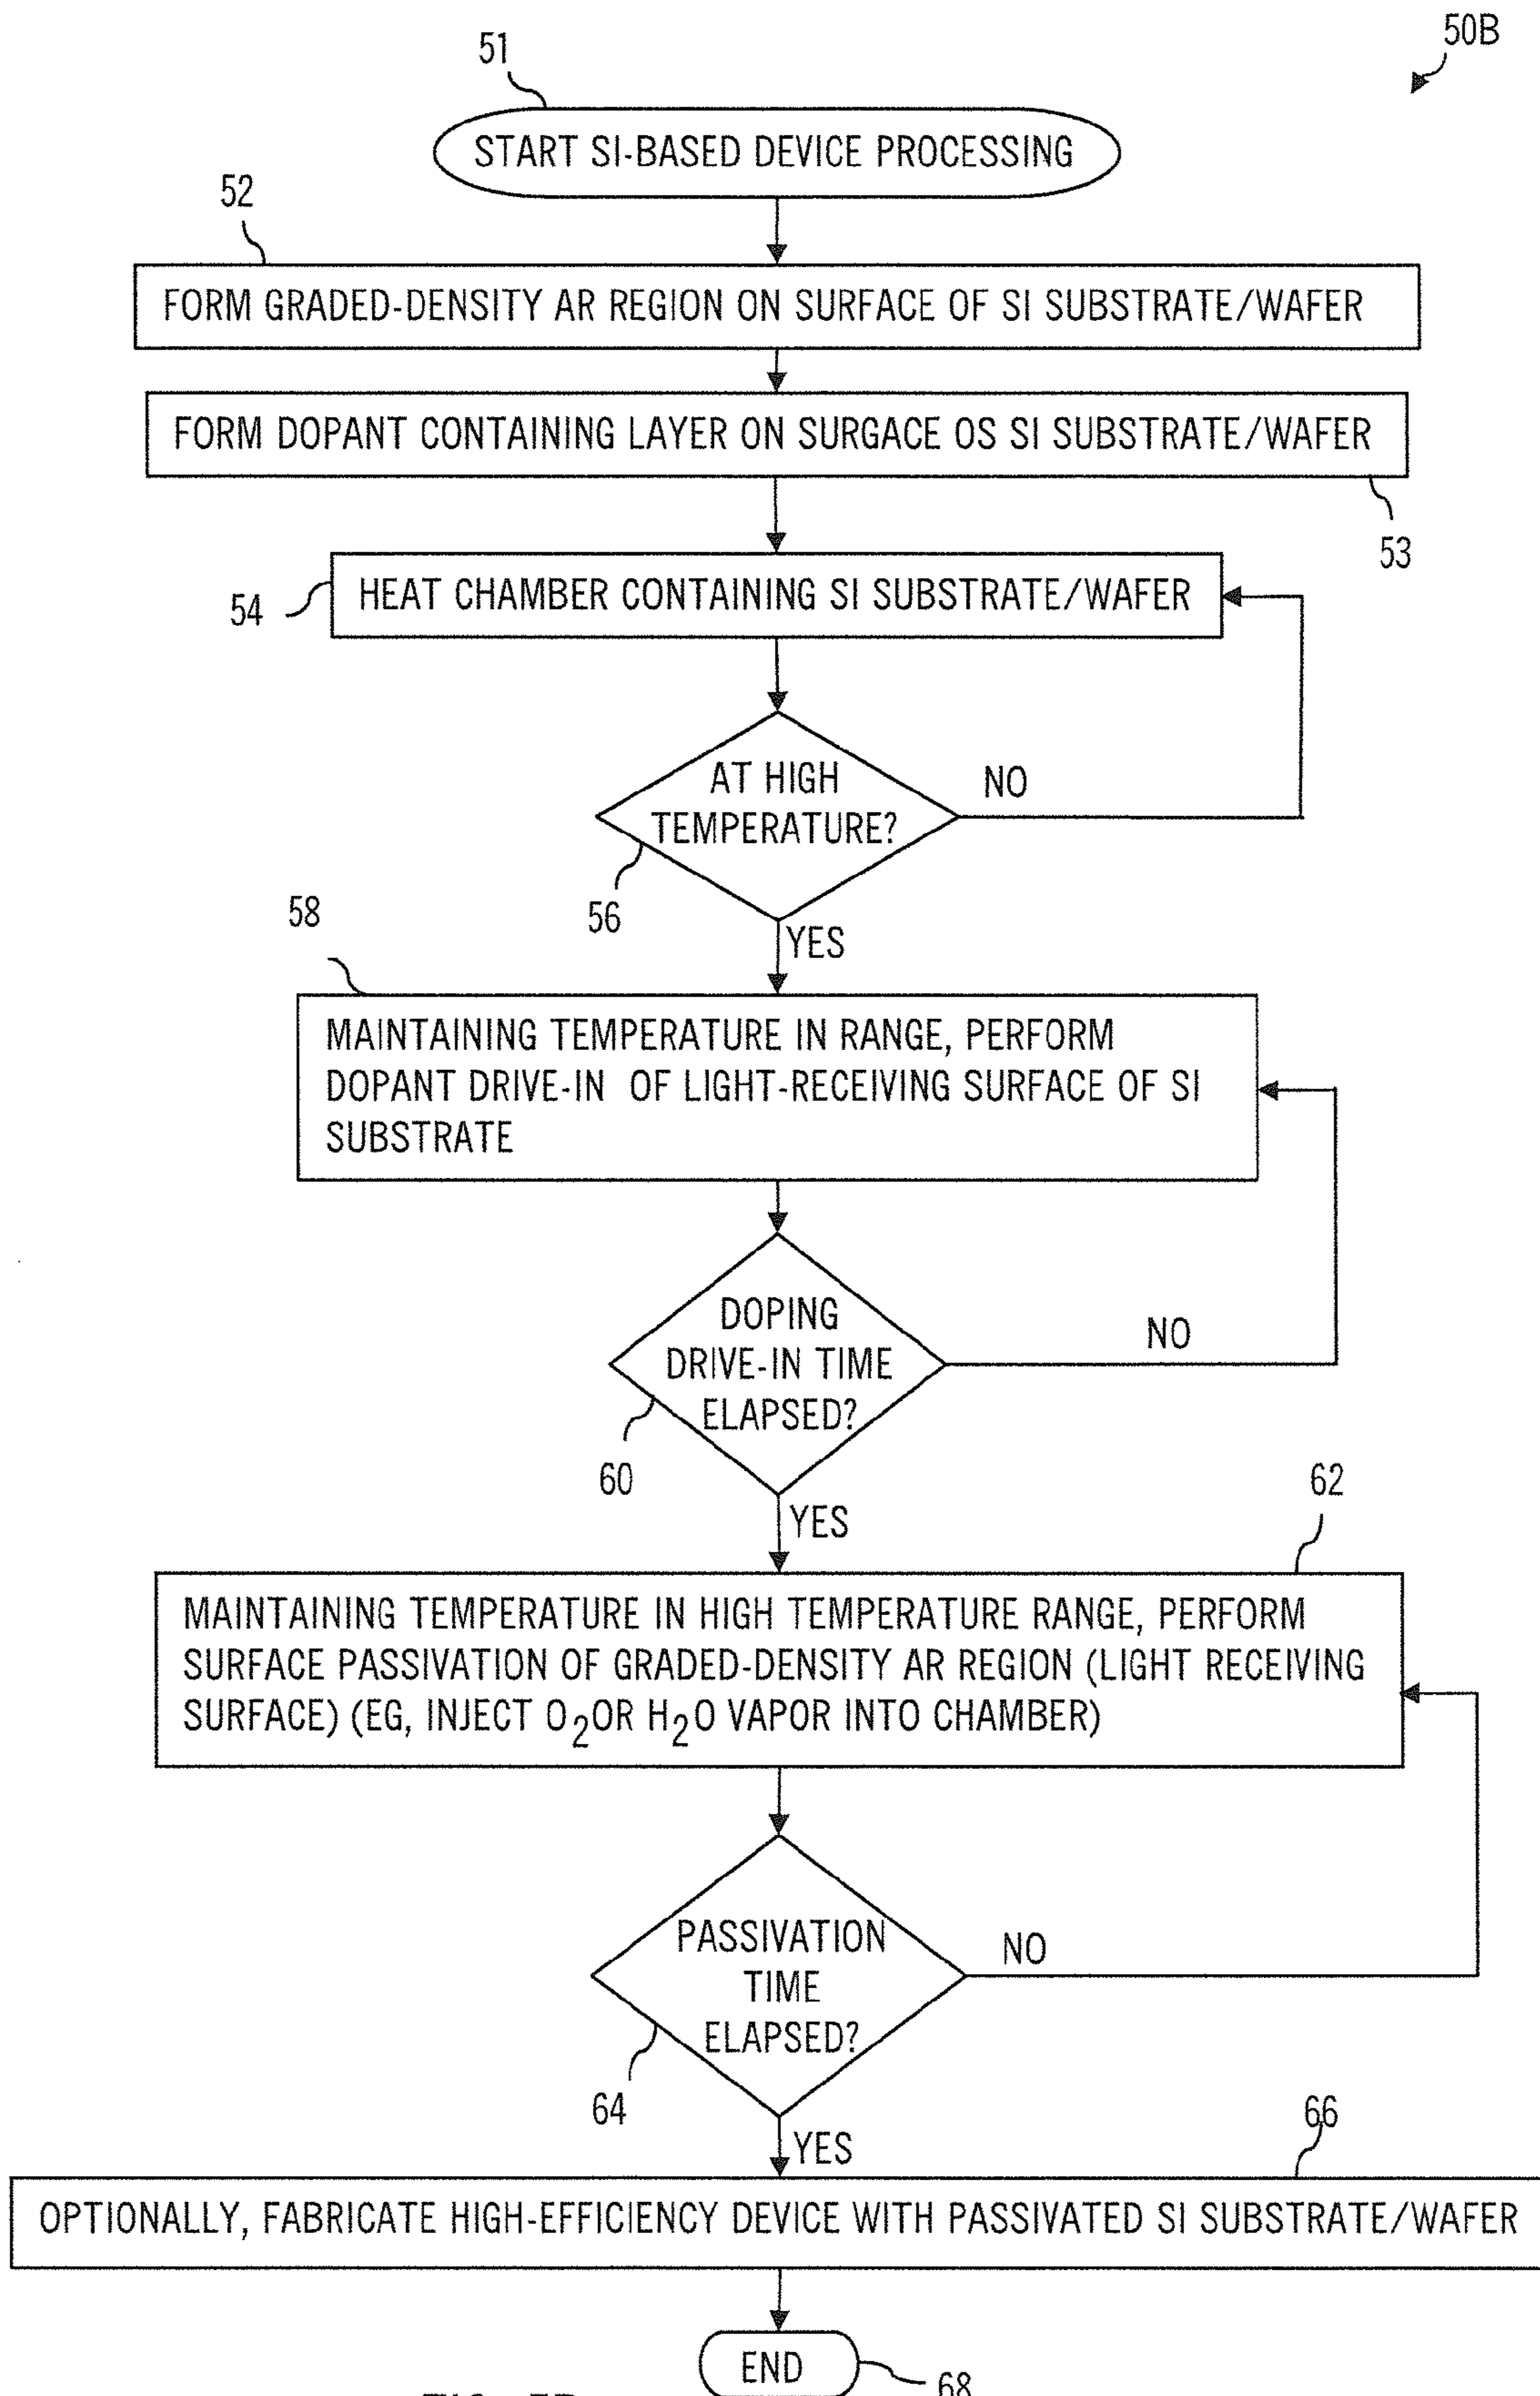 50B
51
START SI-BASED DEVICE PROCESSING
52
FORM GRADED-DENSITY AR REGION ON SURFACE OF SI SUBSTRATE/WAFER
FORM DOPANT CONTAINING LAYER ON SURGACE OS SI SUBSTRATE/WAFER
53
54
HEAT CHAMBER CONTAINING SI SUBSTRATE/WAFER
AT HIGH
TEMPERATURE?
NO
56
YES
58
MAINTAINING TEMPERATURE IN RANGE, PERFORM
DOPANT DRIVE-IN OF LIGHT-RECEIVING SURFACE OF SI
SUBSTRATE
DOPING
DRIVE-IN TIME
ELAPSED?
NO
60
YES
62
MAINTAINING TEMPERATURE IN HIGH TEMPERATURE RANGE, PERFORM
SURFACE PASSIVATION OF GRADED-DENSITY AR REGION (LIGHT RECEIVING
SURFACE) (EG, INJECT O2OR H2O VAPOR INTO CHAMBER)
PASSIVATION
TIME
ELAPSED?
NO
64
YES
66
OPTIONALLY, FABRICATE HIGH-EFFICIENCY DEVICE WITH PASSIVATED SI SUBSTRATE/WAFER
END
68